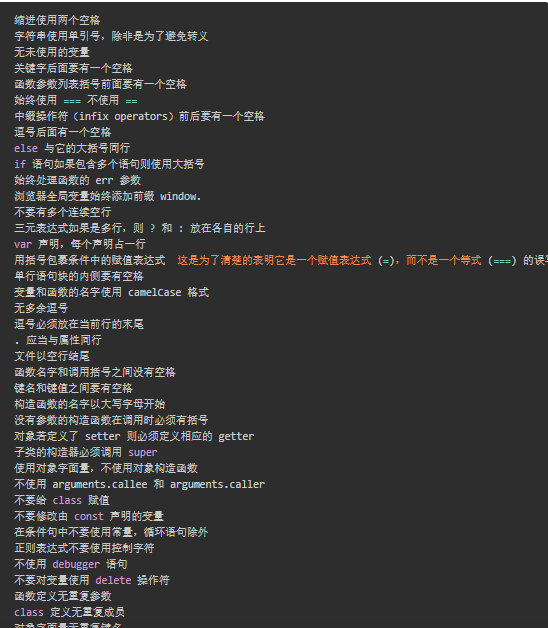 缩进使用两个空格
字符串使用单引号，除非是为了避免转义
无未使用的变量
关键字后面要有一个空格
函数参数列表括号前面要有一个空格
始终使用 === 不使用 ==
中缀操作符（infix operators）前后要有一个空格
逗号后面有一个空格
else 与它的大括号同行
if 语句如果包含多个语句则使用大括号
始终处理函数的 err 参数
浏览器全局变量始终添加前缀 window.
不要有多个连续空行
三元表达式如果是多行，则 ? 和 : 放在各自的行上
var 声明，每个声明占一行
用括号包裹条件中的赋值表达式  这是为了清楚的表明它是一个赋值表达式 (=)，而不是一个等式 (===) 的误写
单行语句块的内侧要有空格
变量和函数的名字使用 camelCase 格式
无多余逗号
逗号必须放在当前行的末尾
. 应当与属性同行
文件以空行结尾
函数名字和调用括号之间没有空格
键名和键值之间要有空格
构造函数的名字以大写字母开始
没有参数的构造函数在调用时必须有括号
对象若定义了 setter 则必须定义相应的 getter
子类的构造器必须调用 super
使用对象字面量，不使用对象构造函数
不使用 arguments.callee 和 arguments.caller
不要给 class 赋值
不要修改由 const 声明的变量
在条件句中不要使用常量，循环语句除外
正则表达式不要使用控制字符
不使用 debugger 语句
不要对变量使用 delete 操作符
函数定义无重复参数
class 定义无重复成员
对象字面量无重复键名